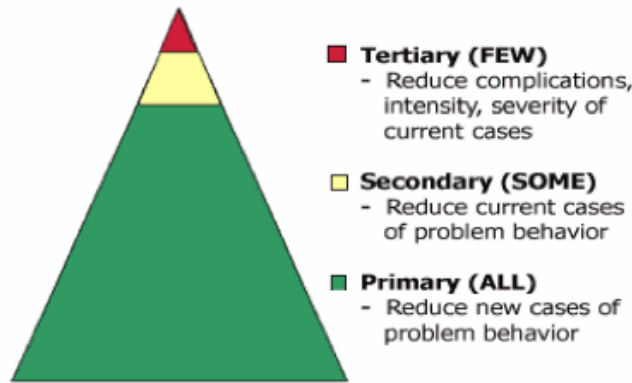 Tertiary (FEW)
- Reduce complications,
intensity, severity of
current cases
Secondary (SOME)
- Reduce current cases
of problem behavior
Primary (ALL)
- Reduce new cases of
problem behavior